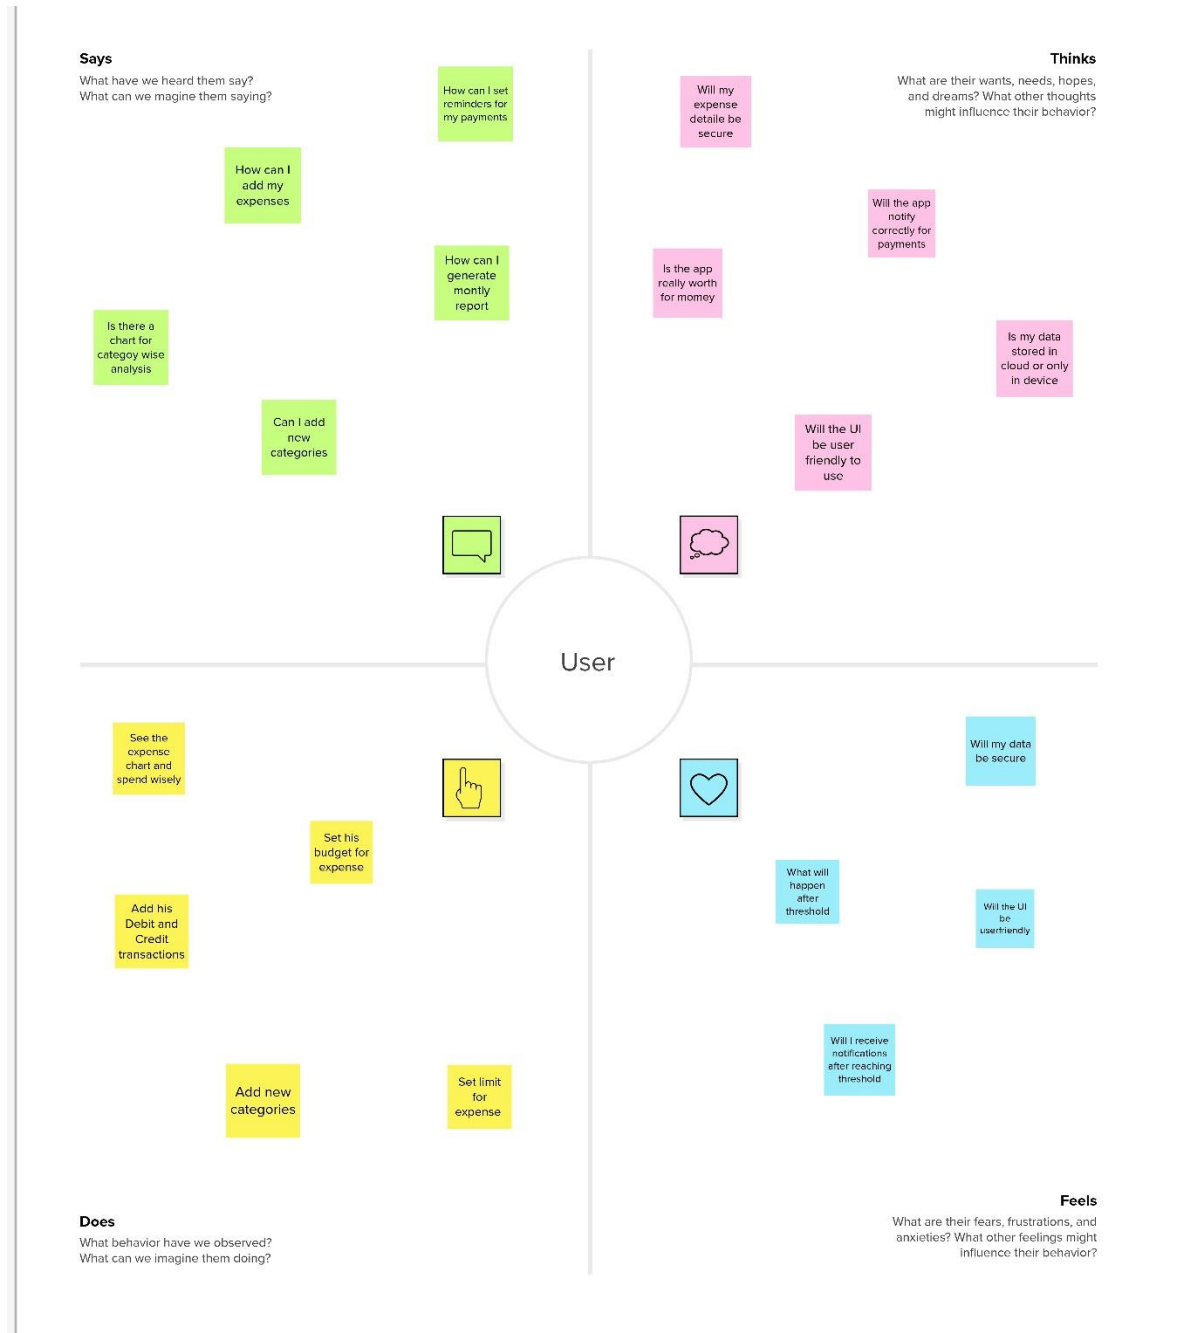 Says
What have we heard them say?
What can we magine them saying?
How can I set
reminders for
my payments
How can I
add my
expenses
How can I
generate
montly
report
Is there a
chart for
categoy wise
analysis
Can I add
new
categories
Thinks
What are their wants, needs, hopes,
and dreams? What other thoughts
might influence their behavior?
Will my
expense
detaile be
secure
Will the app
notify
correctly for
payments
Is the app
really worth
for momey
Is my data
stored in
cloud or only
in device
Will the UI
be user
friendly to
use
User
See the
expense
chart and
spend wisely
Set his
budget for
expense
Add his
Debit and
Credit
transactions
Add new
categories
Set limit
for
expense
Does
What behavior have we observed?
What can we imagine them doing?
Will my data
be secure
What will
happen
after
threshold
Will the UI
be
userfriendly
Will I receive
notifications
after reaching
threshold
Feels
What are their fears, frustrations, and
anxieties? What other feelings might
influence their behavior?